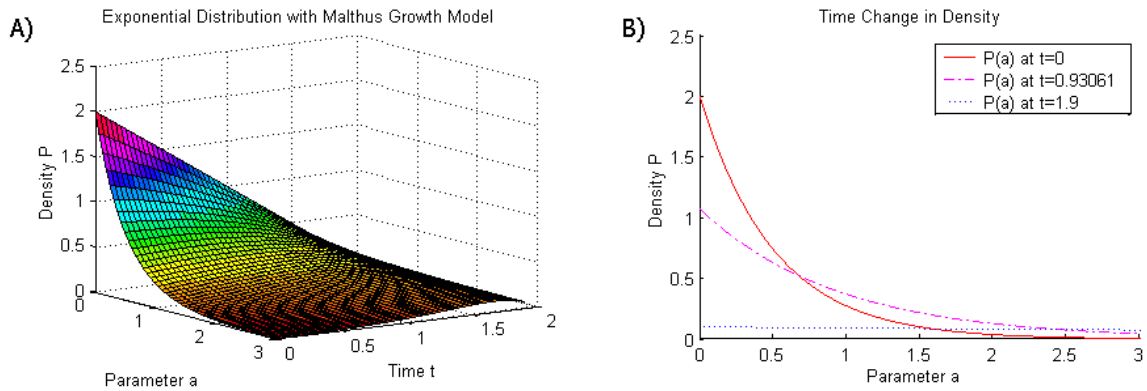 A)
Exponential Distribution with Malthus Growth Model
Density P
2.5
2
1.5
1
0.5
0
0
1
2
3
Parameter a
0
0.5
1
1.5
2
Time t
B)
Time Change in Density
P(a) at t=0
P(a) at t=0.93061
P(a) at t=1.9
Density P
2.5
2
1.5
1
0.5
0
0
0.5
1
1.5
2
2.5
3
Parameter a